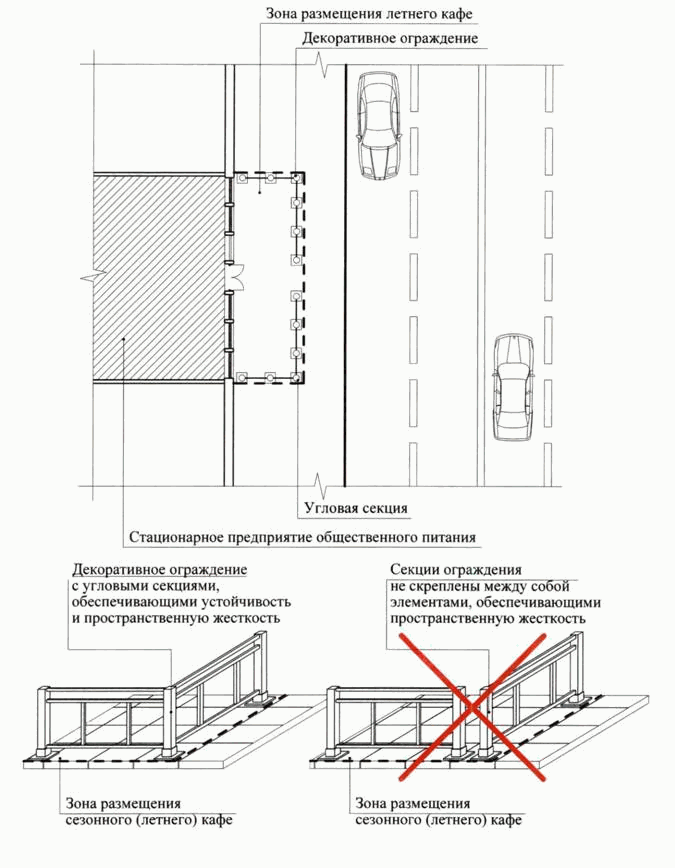 Зона размещения летнего кафе
Декоративное ограждение
Угловая секция
Стационарное предприятие общественного питания
Декоративное ограждение
с угловыми секциями,
обеспечивающими устойчивость
и пространственную жесткость
Секции ограждения
не скреплены между собой
элементами, обеспечивающими
пространственную жесткость
Зона размещения
сезонного (летнего) кафе
Зона размещения
сезонного (летнего) кафе